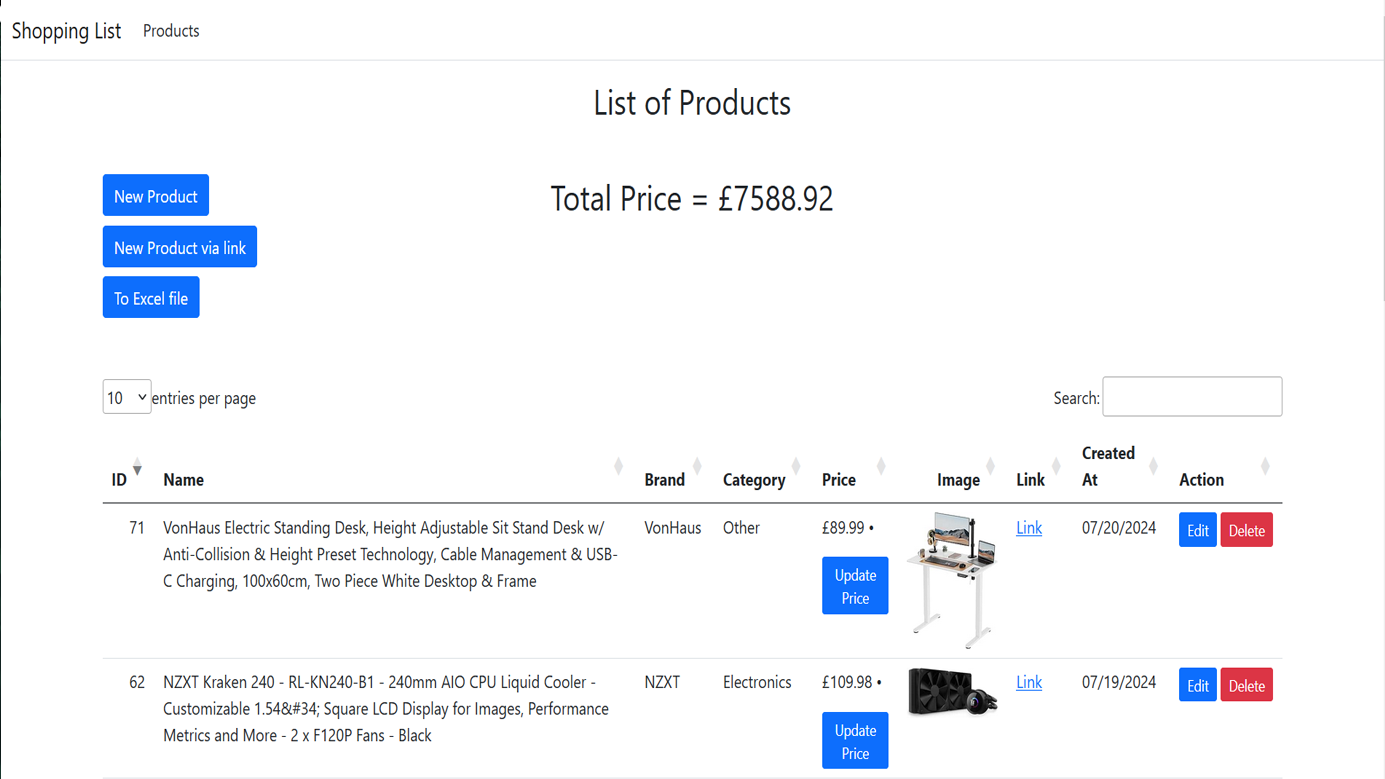 Shopping List Products
List of Products
New Product
Total Price = £7588.92
New Product via link
To Excel file
10 entries per page
Search:
ID Name Brand Category Price Image Link Created
At Action
71 VonHaus Electric Standing Desk, Height Adjustable Sit Stand Desk w/ VonHaus Other £89.99 • Link 07/20/2024 Edit Delete
Anti-Collision & Height Preset Technology, Cable Management & USB-
C Charging, 100x60cm, Two Piece White Desktop & Frame
Update
Price
62 NZXT Kraken 240 - RL-KN240-B1 - 240mm AIO CPU Liquid Cooler - NZXT Electronics £109.98 • Link 07/19/2024 Edit Delete
Customizable 1.54&#34; Square LCD Display for Images, Performance
Metrics and More - 2 x F120P Fans - Black
Update
Price